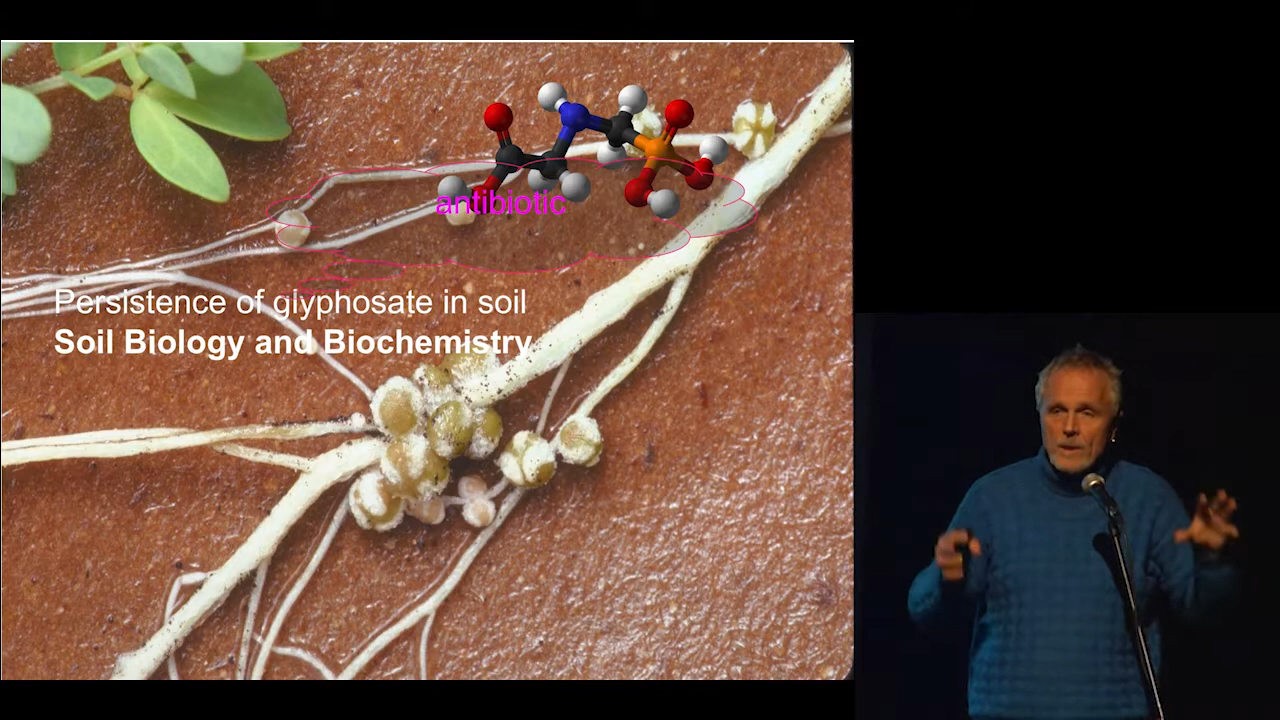 antibiotic
Persistence of glyphosate in soil
Soil Biology and Biochemistry